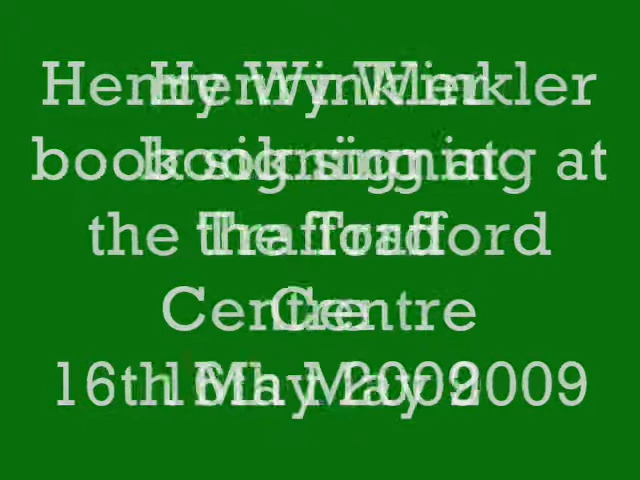 Henry Winkler
book signing at
the Trafford
Centre
16th May 2009